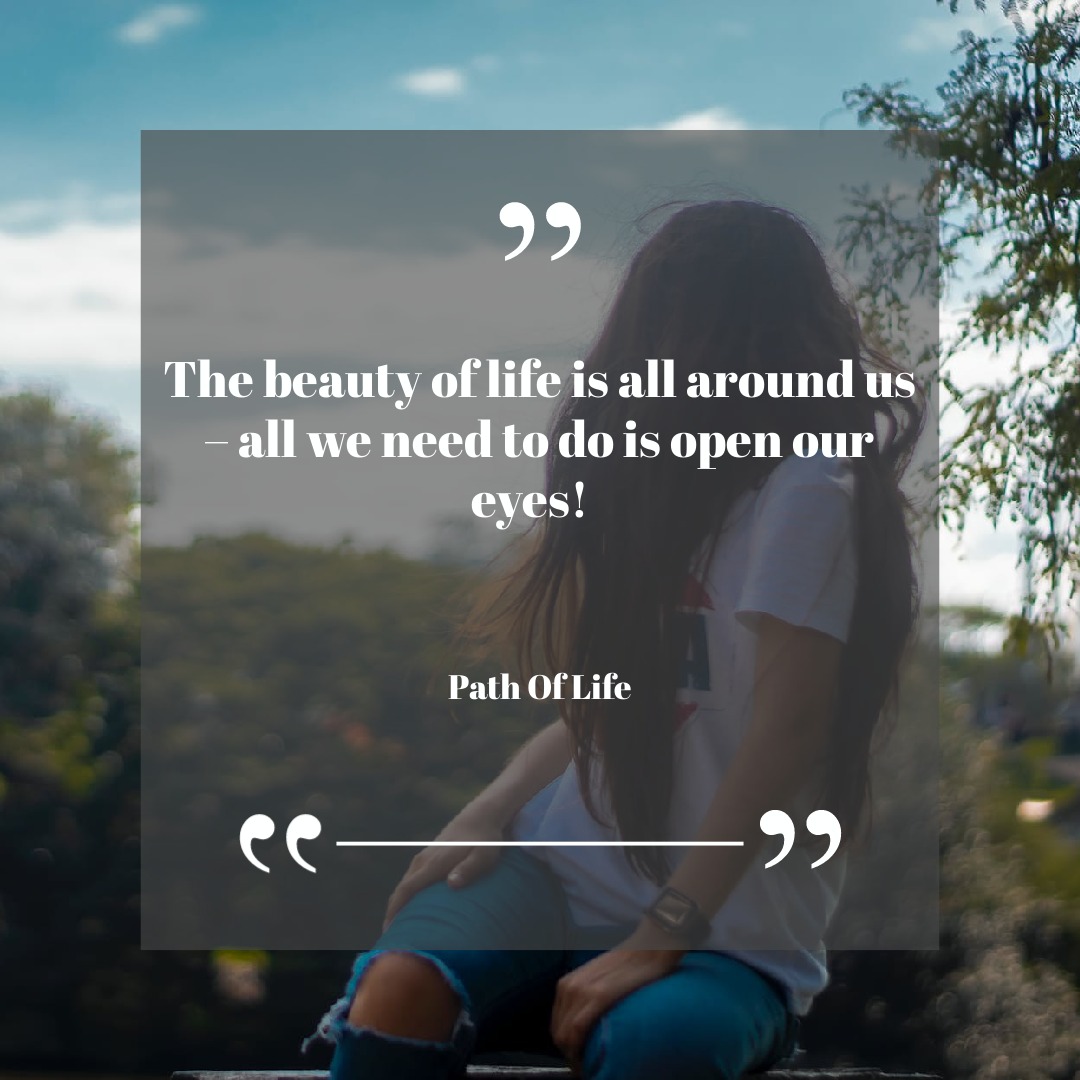 ”
The beauty of life is all around us
– all we need to do is open our
eyes!
Path Of Life
“ ”